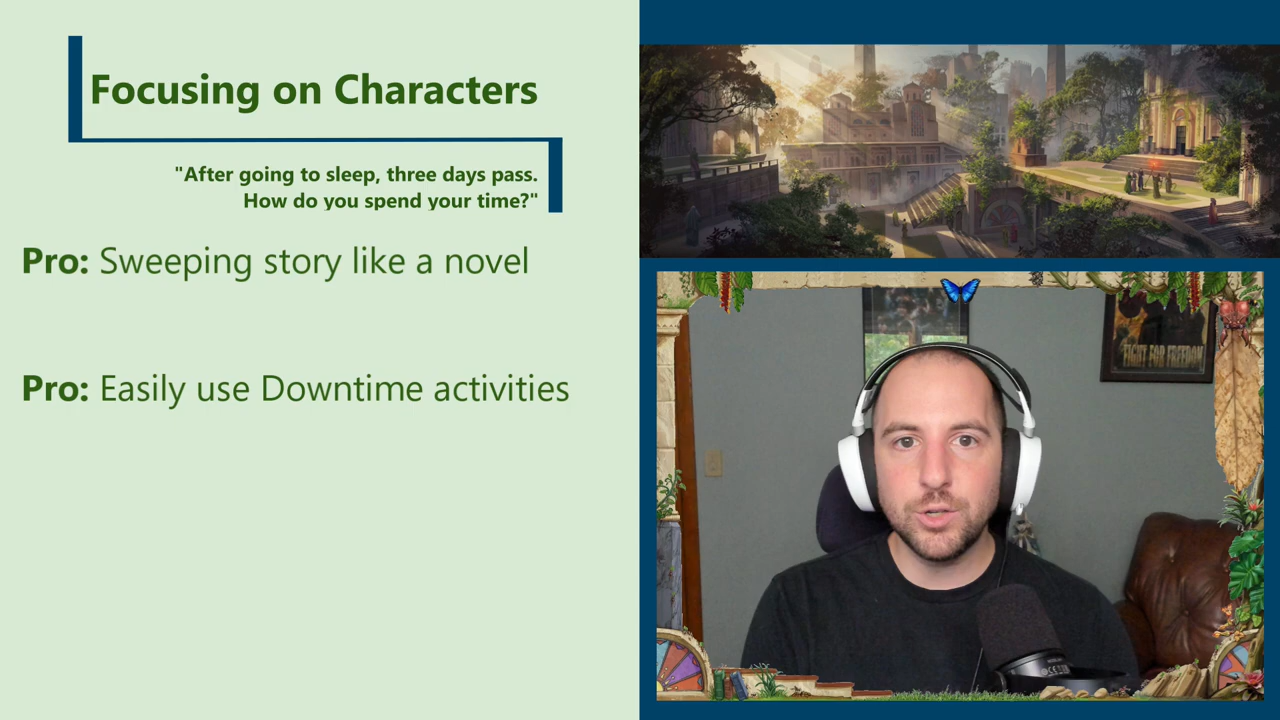 Focusing on Characters
"After going to sleep, three days pass.
How do you spend your time?"
Pro: Sweeping story like a novel
Pro: Easily use Downtime activities
FIGHT FOR FREEDOM